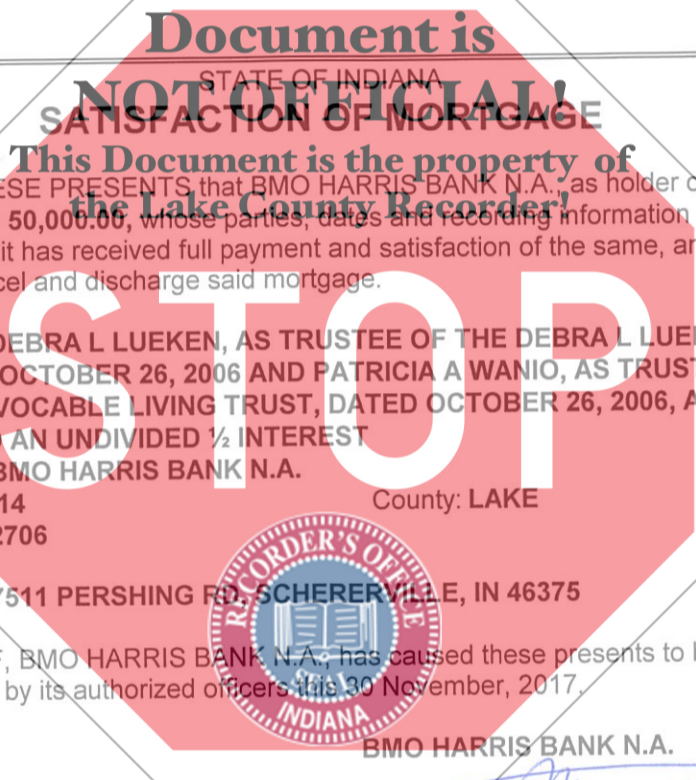 Document is
STATE OF INDIANA
NOT OFFICIAL!
SATISFACTION OF MORTGAGE
This Document is the property of
ESE PRESENTS that BMO HARRIS BANK N.A., as holder o
the Lake County Recorder!
50,000.00, whose parties, dates and recording information
it has received full payment and satisfaction of the same, an
cel and discharge said mortgage.
STOP
DEBRA L LUEKEN, AS TRUSTEE OF THE DEBRA L LUE
OCTOBER 26, 2006 AND PATRICIA A WANIO, AS TRUST
VOCABLE LIVING TRUST, DATED OCTOBER 26, 2006, A
AN UNDIVIDED ½ INTEREST
BMO HARRIS BANK N.A.
14 County: LAKE
2706
RECORDER'S OFFICE
7511 PERSHING RD, SCHERERVILLE, IN 46375
F, BMO HARRIS BANK N.A., has caused these presents to b
SEAL
by its authorized officers this 30 November, 2017.
INDIANA
BMO HARRIS BANK N.A.